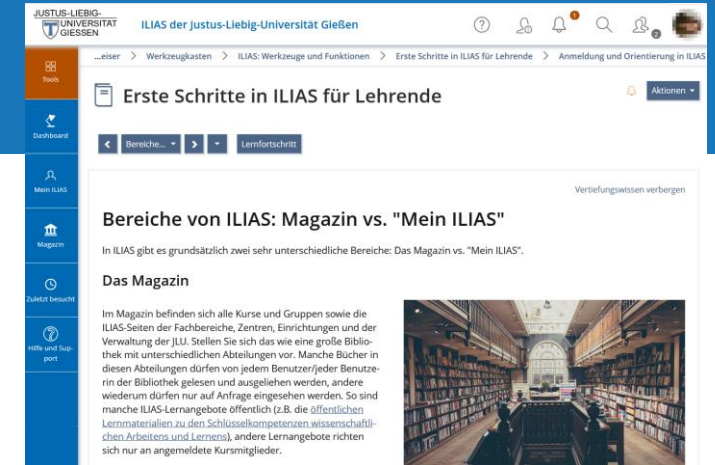 JUSTUS-LIEBIG-
UNIVERSITÄT
GIESSEN
ILIAS der Justus-Liebig-Universität Gießen
1
2
...eiser > Werkzeugkasten > ILIAS: Werkzeuge und Funktionen > Erste Schritte in ILIAS für Lehrende > Anmeldung und Orientierung in ILIAS
Tools
Erste Schritte in ILIAS für Lehrende
Aktionen
Dashboard
Bereiche...
Lernfortschritt
Mein ILIAS
Vertiefungswissen verbergen
Magazin
Bereiche von ILIAS: Magazin vs. "Mein ILIAS"
In ILIAS gibt es grundsätzlich zwei sehr unterschiedliche Bereiche: Das Magazin vs. "Mein ILIAS".
Zuletzt besucht
Das Magazin
Hilfe und Sup-
port
Im Magazin befinden sich alle Kurse und Gruppen sowie die
ILIAS-Seiten der Fachbereiche, Zentren, Einrichtungen und der
Verwaltung der JLU. Stellen Sie sich das wie eine große Biblio-
thek mit unterschiedlichen Abteilungen vor. Manche Bücher in
diesen Abteilungen dürfen von jedem Benutzer/jeder Benutze-
rin der Bibliothek gelesen und ausgeliehen werden, andere
wiederum dürfen nur auf Anfrage eingesehen werden. So sind
manche ILIAS-Lernangebote öffentlich (z.B. die öffentlichen
Lernmaterialien zu den Schlüsselkompetenzen wissenschaftli-
chen Arbeitens und Lernens), andere Lernangebote richten
sich nur an angemeldete Kursmitglieder.